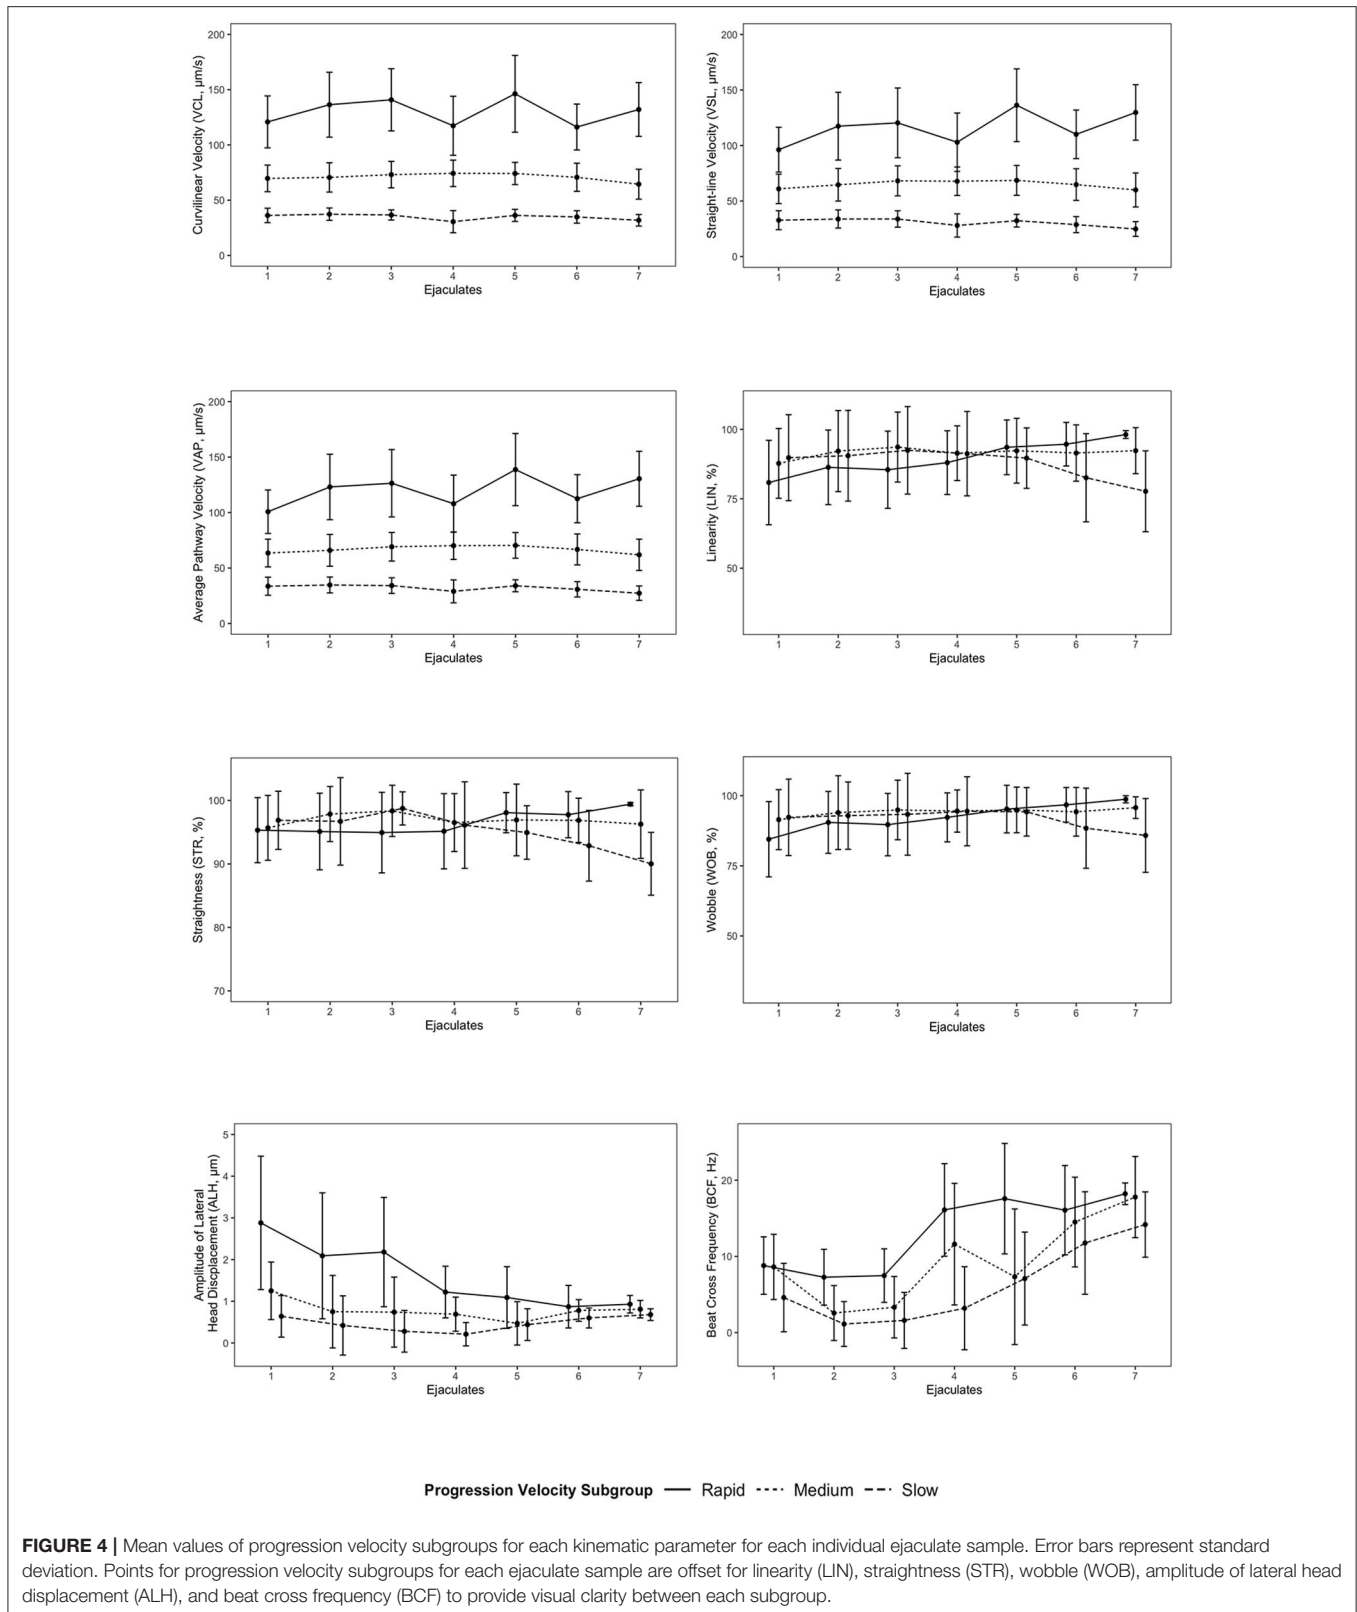 200
150
100
50
0
Curvilinear Velocity (VCL, µm/s)
1 2 3 4 5 6 7
Ejaculates
200
150
100
50
0
Straight-line Velocity (VSL, µm/s)
1 2 3 4 5 6 7
Ejaculates
200
150
100
50
0
Average Pathway Velocity (VAP, µm/s)
1 2 3 4 5 6 7
Ejaculates
100
75
50
Linearity (LIN, %)
1 2 3 4 5 6 7
Ejaculates
100
90
80
70
Straightness (STR, %)
1 2 3 4 5 6 7
Ejaculates
100
75
50
Wobble (WOB, %)
1 2 3 4 5 6 7
Ejaculates
5
4
3
2
1
0
Amplitude of Lateral
Head Discplacement (ALH, µm)
1 2 3 4 5 6 7
Ejaculates
20
10
0
Beat Cross Frequency (BCF, Hz)
1 2 3 4 5 6 7
Ejaculates
Progression Velocity Subgroup Rapid Medium Slow
FIGURE 4 | Mean values of progression velocity subgroups for each kinematic parameter for each individual ejaculate sample. Error bars represent standard
deviation. Points for progression velocity subgroups for each ejaculate sample are offset for linearity (LIN), straightness (STR), wobble (WOB), amplitude of lateral head
displacement (ALH), and beat cross frequency (BCF) to provide visual clarity between each subgroup.